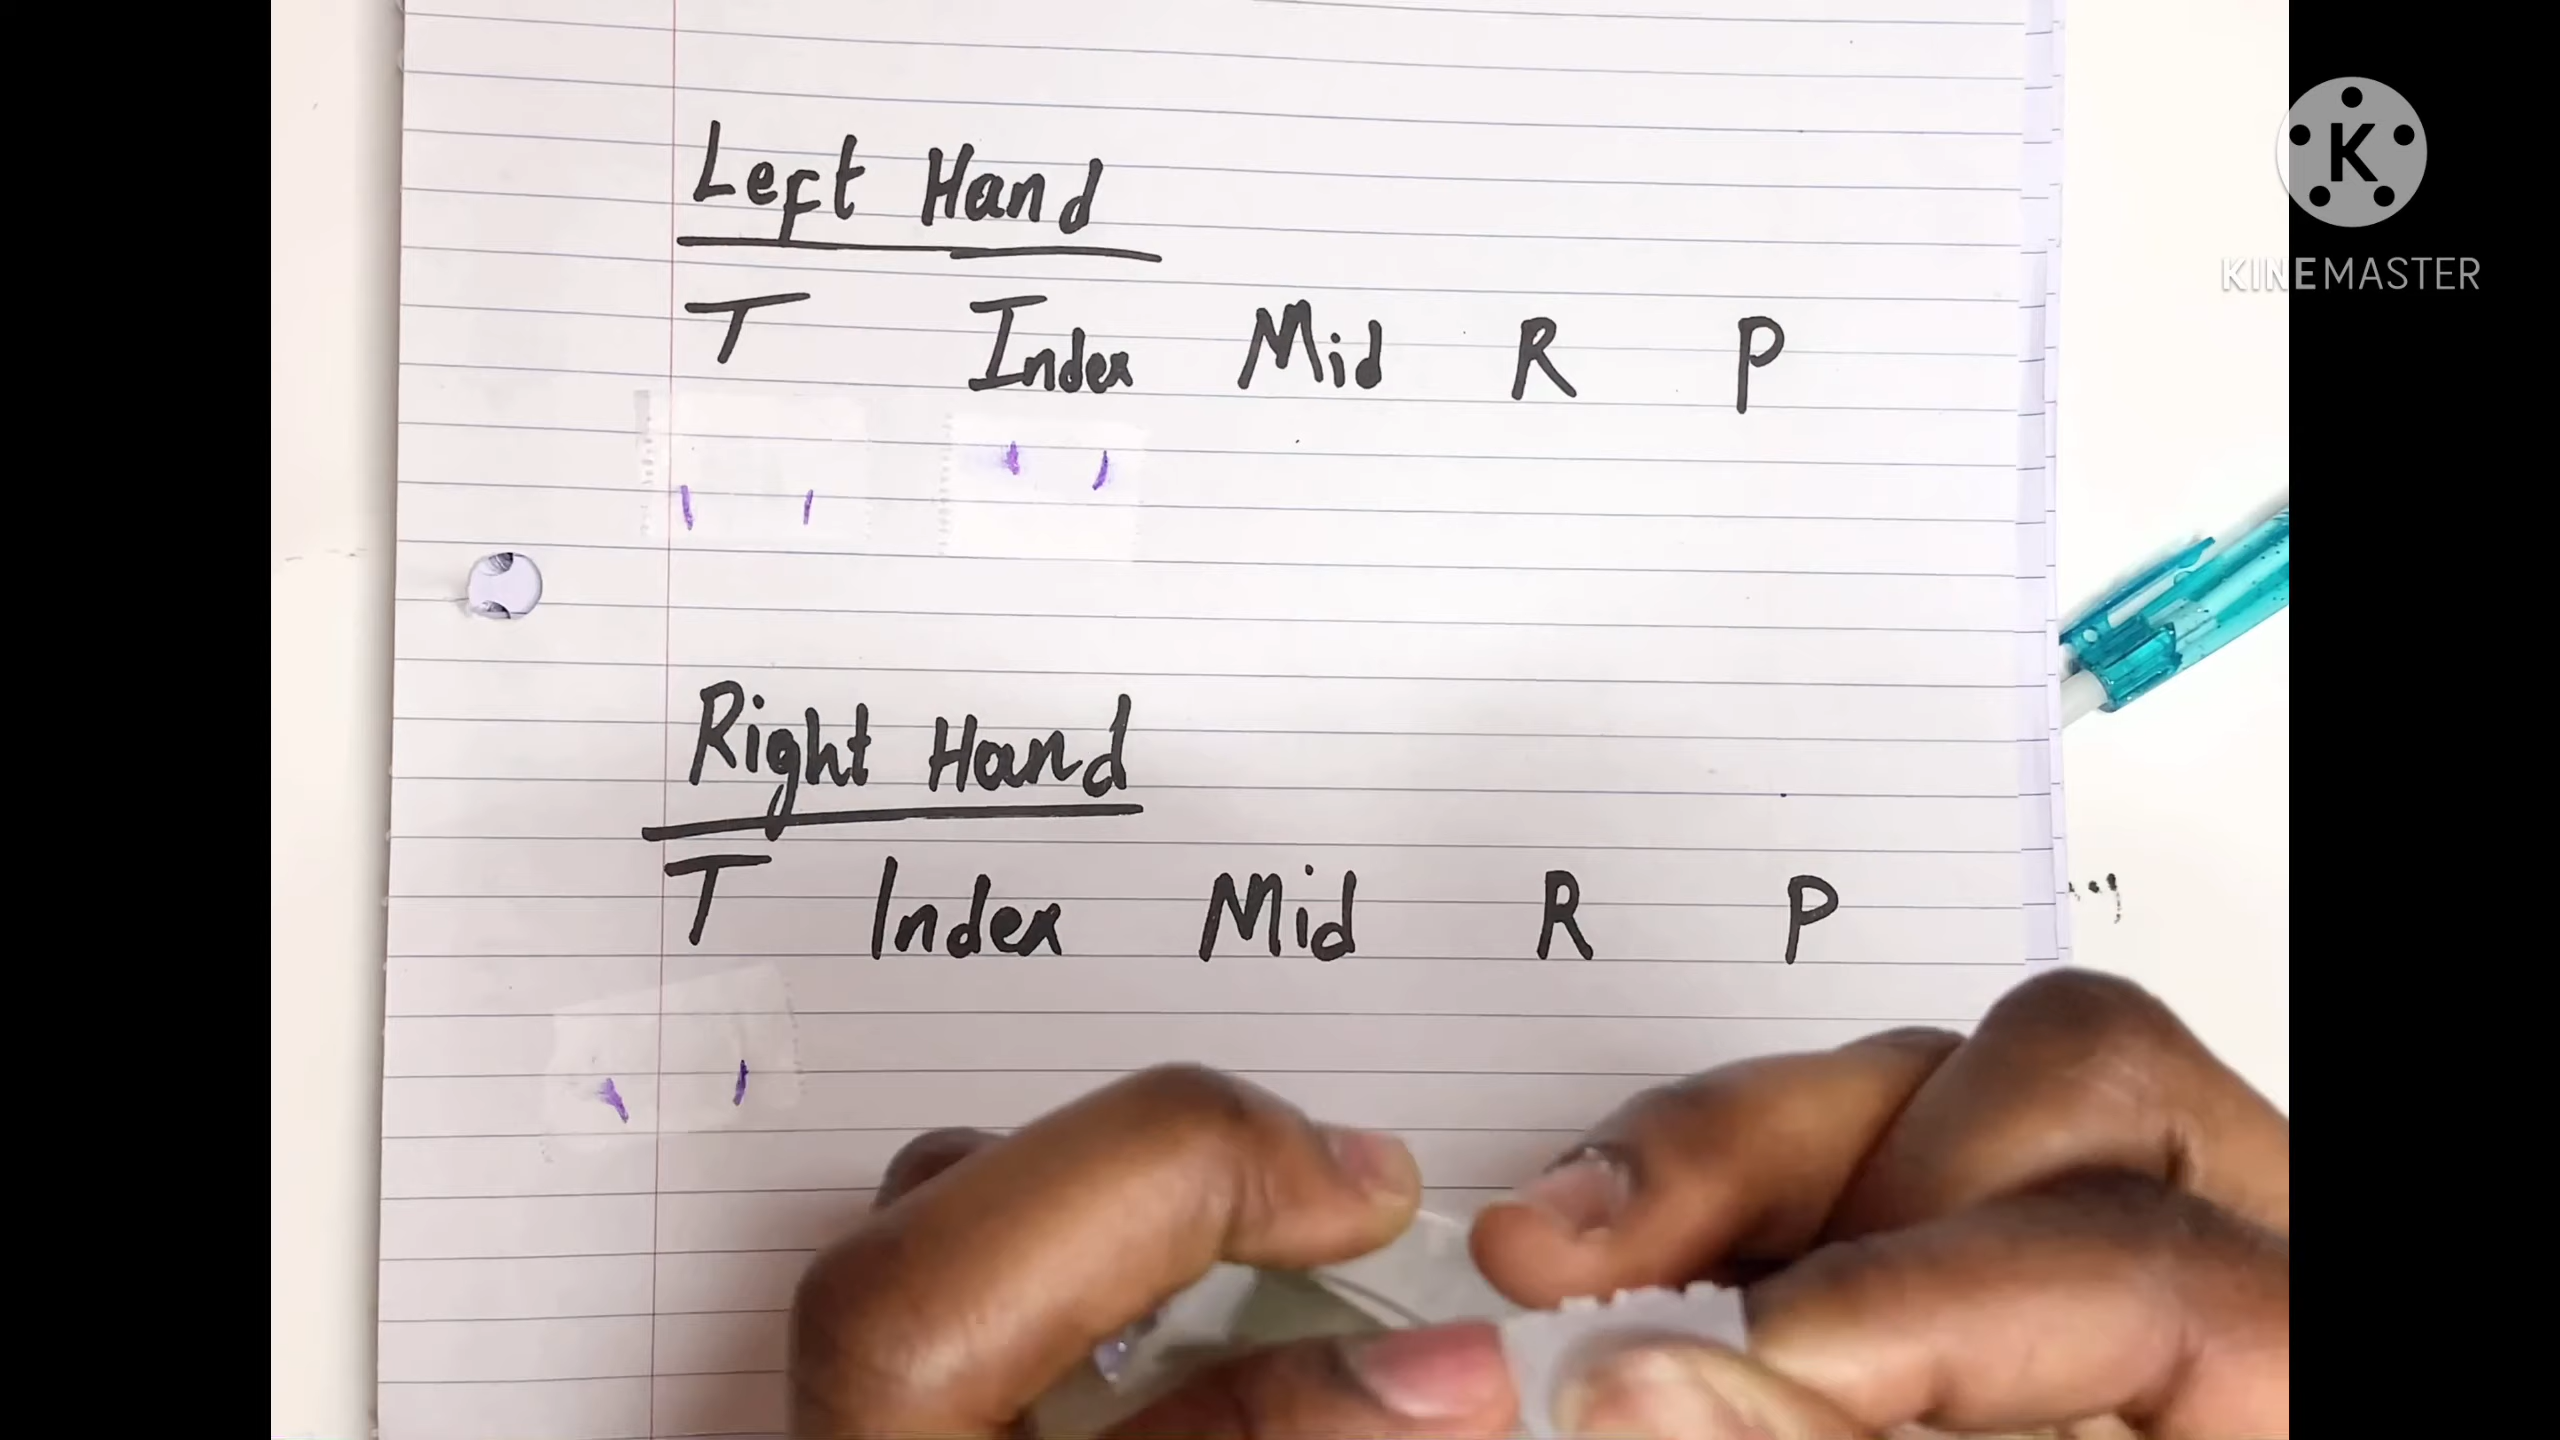 Left Hand
T Index Mid R P
Right Hand
T Index Mid R P
K
KINEMASTER